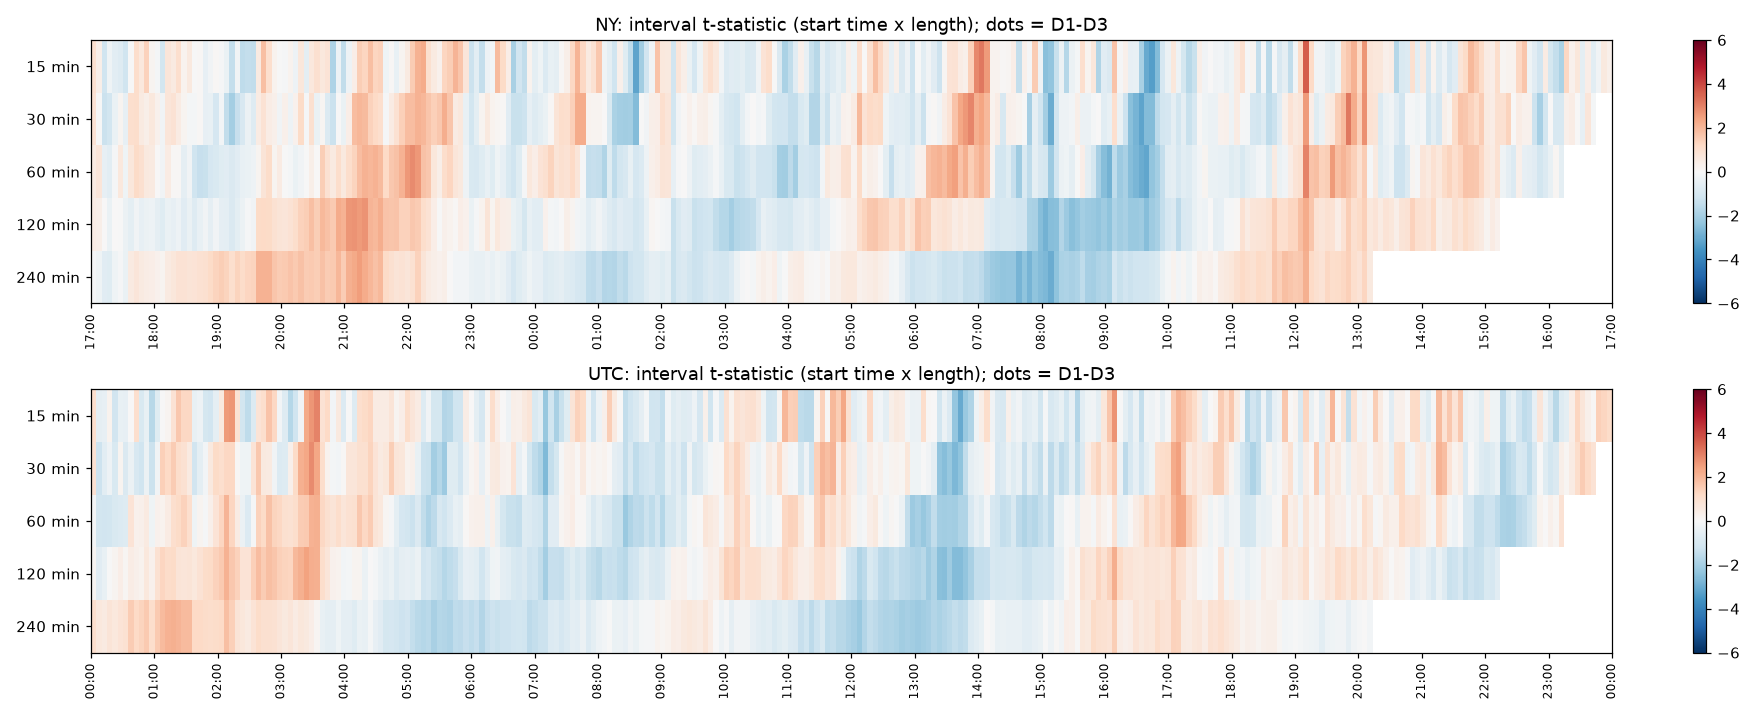 NY: interval t-statistic (start time x length); dots = D1-D3
15 min
30 min
60 min
120 min
240 min
17:00 18:00 19:00 20:00 21:00 22:00 23:00 00:00 01:00 02:00 03:00 04:00 05:00 06:00 07:00 08:00 09:00 10:00 11:00 12:00 13:00 14:00 15:00 16:00 17:00
6
4
2
0
−2
−4
−6
UTC: interval t-statistic (start time x length); dots = D1-D3
15 min
30 min
60 min
120 min
240 min
00:00 01:00 02:00 03:00 04:00 05:00 06:00 07:00 08:00 09:00 10:00 11:00 12:00 13:00 14:00 15:00 16:00 17:00 18:00 19:00 20:00 21:00 22:00 23:00 00:00
6
4
2
0
−2
−4
−6